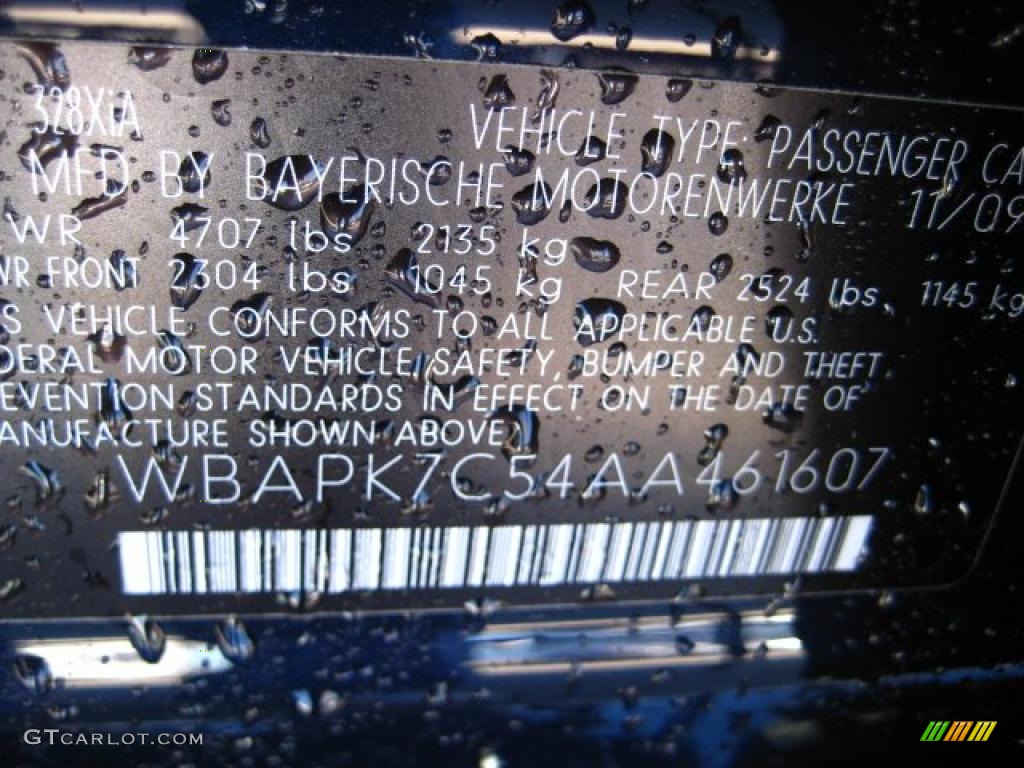 328XiA
VEHICLE TYPE: PASSENGER CA
MFD BY BAYERISCHE MOTORENWERKE 11/09
WR 4707 lbs 2135 kg
WR FRONT 2304 lbs 1045 kg REAR 2524 lbs, 1145 kg
S VEHICLE CONFORMS TO ALL APPLICABLE U.S.
DERAL MOTOR VEHICLE SAFETY, BUMPER AND THEFT
EVENTION STANDARDS IN EFFECT ON THE DATE OF
ANUFACTURE SHOWN ABOVE
WBAPK7C54AA461607
GTCARLOT.COM